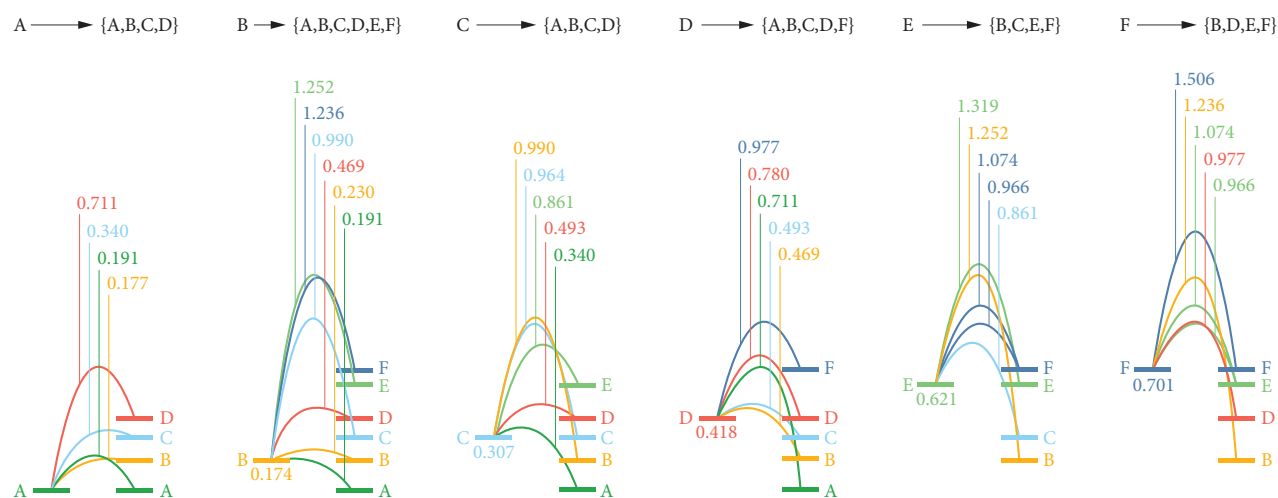 A → {A,B,C,D}
B → {A,B,C,D,E,F}
C → {A,B,C,D}
D → {A,B,C,D,F}
E → {B,C,E,F}
F → {B,D,E,F}
0.711
0.340
0.191
0.177
D
C
B
A
A
1.252
1.236
0.990
0.469
0.230
0.191
F
E
D
C
B
B
0.174
A
0.990
0.964
0.861
0.493
0.340
E
D
C
C
0.307
B
A
0.977
0.780
0.711
0.493
0.469
F
D
D
0.418
C
B
A
1.319
1.252
1.074
0.966
0.861
F
E
E
0.621
C
B
1.506
1.236
1.074
0.977
0.966
F
F
0.701
E
D
B